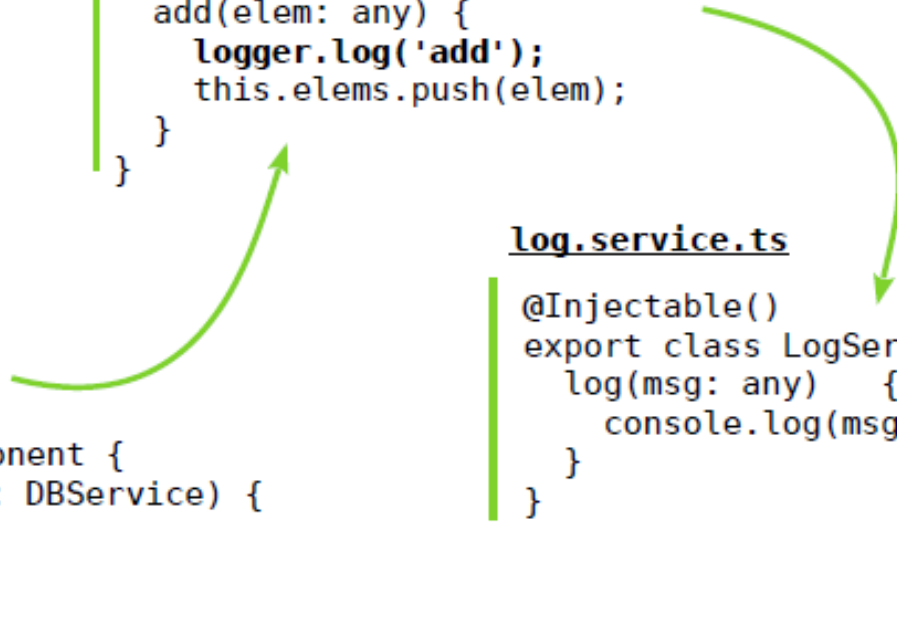 add(elem: any) {
logger.log('add');
this.elems.push(elem);
}
}
log.service.ts
@Injectable()
export class LogSer
log(msg: any) {
console.log(msg
}
}
onent {
: DBService) {